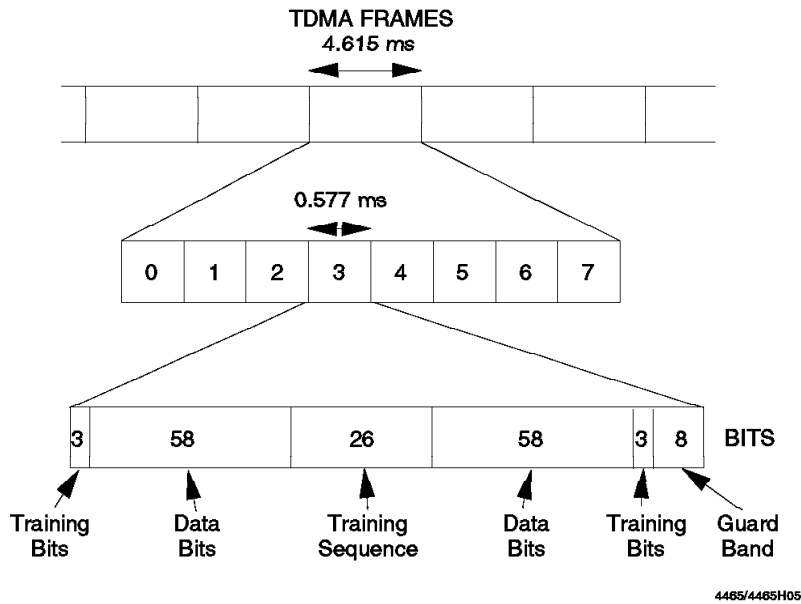 TDMA FRAMES
4.615 ms
0.577 ms
0 1 2 3 4 5 6 7
3 58 26 58 3 8 BITS
Training Bits
Data Bits
Training Sequence
Data Bits
Training Bits
Guard Band
4465/4465H05